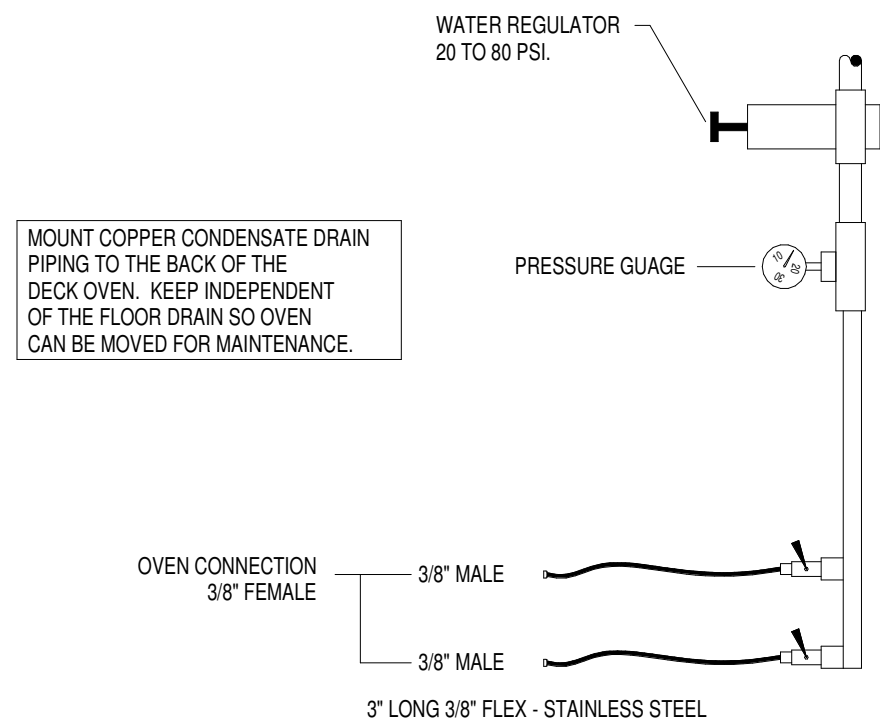 WATER REGULATOR
20 TO 80 PSI.
MOUNT COPPER CONDENSATE DRAIN
PIPING TO THE BACK OF THE
DECK OVEN. KEEP INDEPENDENT
OF THE FLOOR DRAIN SO OVEN
CAN BE MOVED FOR MAINTENANCE.
PRESSURE GUAGE
10
20
30
OVEN CONNECTION
3/8" FEMALE
3/8" MALE
3/8" MALE
3" LONG 3/8" FLEX - STAINLESS STEEL